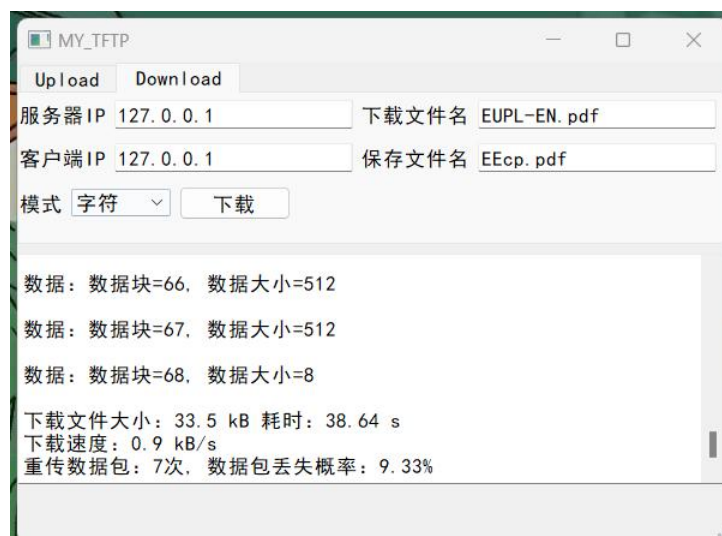 MY_TFTP
Upload Download
服务器IP 127.0.0.1 下载文件名 EUPL-EN.pdf
客户端IP 127.0.0.1 保存文件名 EEcp.pdf
模式 字符 下载
数据：数据块=66, 数据大小=512
数据：数据块=67, 数据大小=512
数据：数据块=68, 数据大小=8
下载文件大小：33.5 kB 耗时：38.64 s
下载速度：0.9 kB/s
重传数据包：7次, 数据包丢失概率：9.33%